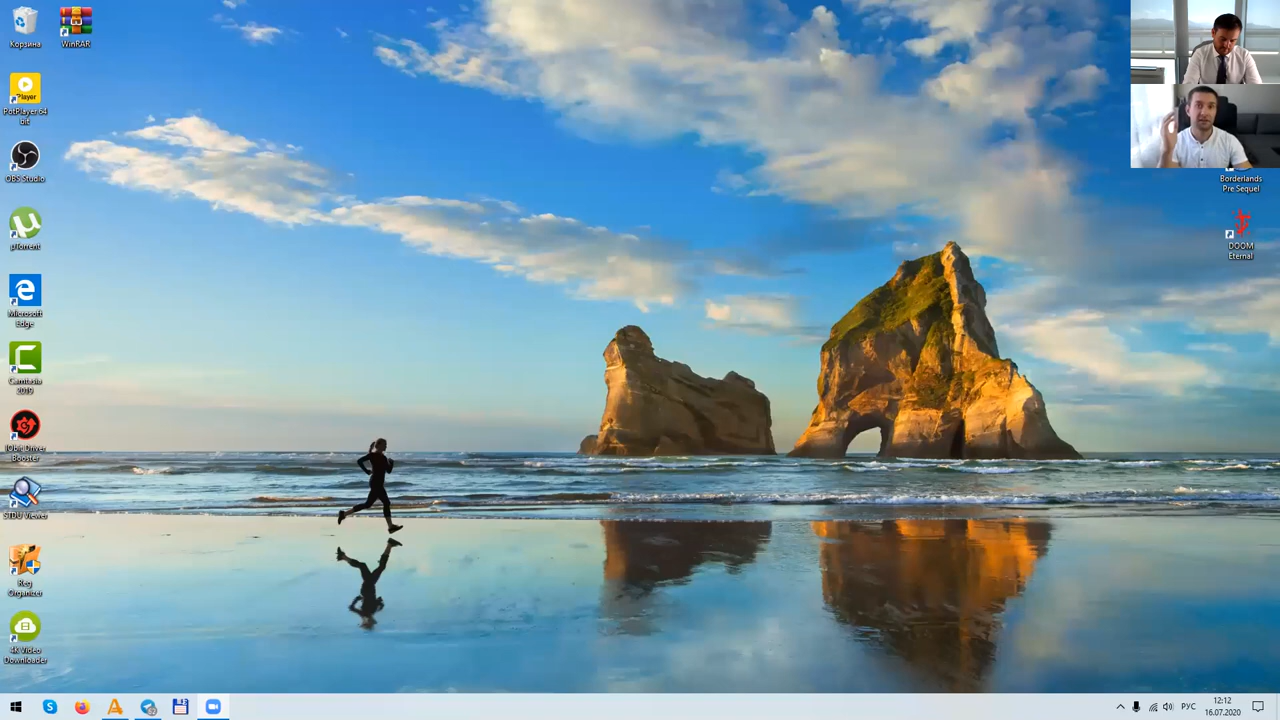 Корзина
WinRAR
PotPlayer 64
bit
OBS Studio
µTorrent
Microsoft
Edge
Camtasia
2019
IObit Driver
Booster
STDU Viewer
Reg
Organizer
4K Video
Downloader
Borderlands
Pre Sequel
DOOM
Eternal
РУС
12:12
16.07.2020